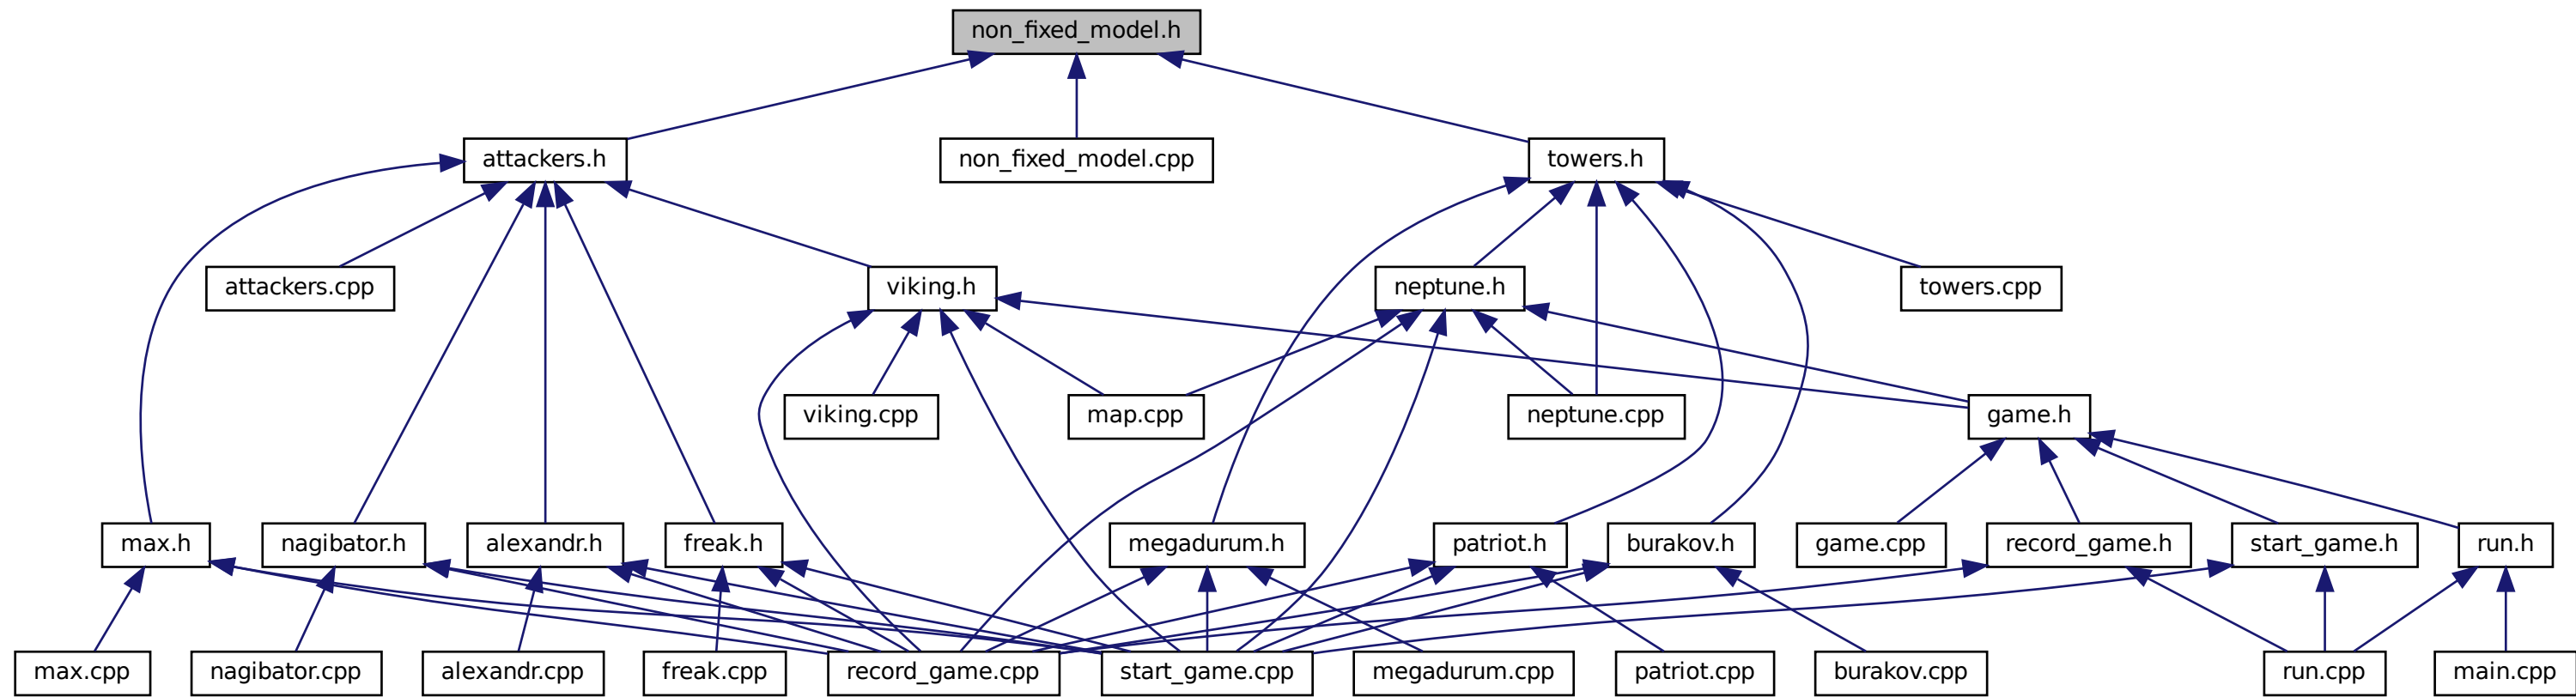 non_fixed_model.h
attackers.h
non_fixed_model.cpp
towers.h
attackers.cpp
viking.h
neptune.h
towers.cpp
viking.cpp
map.cpp
neptune.cpp
game.h
max.h
nagibator.h
alexandr.h
freak.h
megadurum.h
patriot.h
burakov.h
game.cpp
record_game.h
start_game.h
run.h
max.cpp
nagibator.cpp
alexandr.cpp
freak.cpp
record_game.cpp
start_game.cpp
megadurum.cpp
patriot.cpp
burakov.cpp
run.cpp
main.cpp